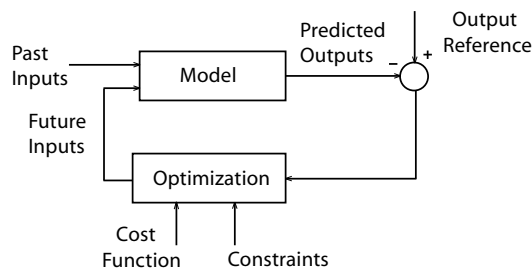 Past
Inputs
Model
Predicted
Outputs
Output
Reference
−
+
Future
Inputs
Optimization
Cost
Function
Constraints